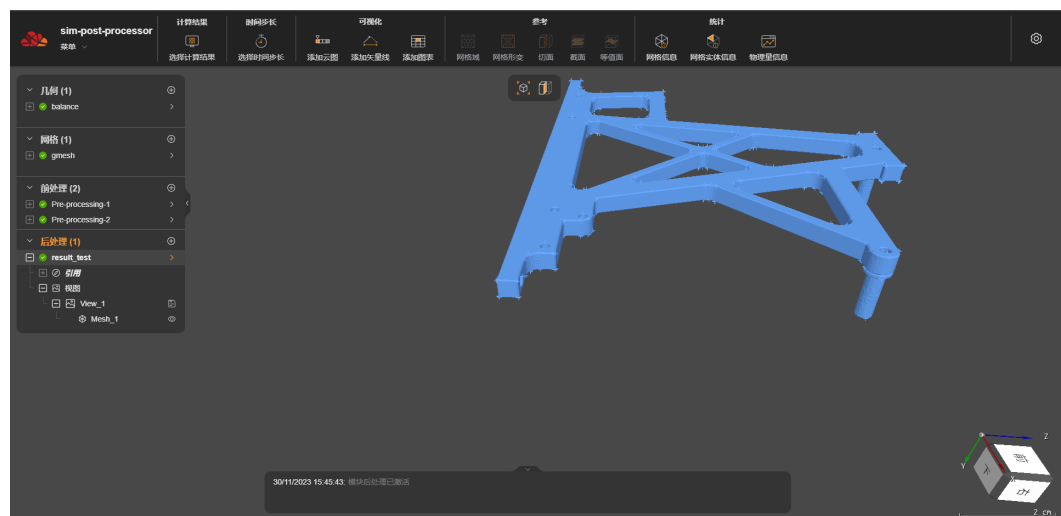 sim-post-processor
菜单
计算结果
选择计算结果
时间步长
选择时间步长
可视化
添加云图 添加矢量线 添加图表
参考
网格域 网格形变 切面 截面 等值面
统计
网格信息 网格实体信息 物理量信息
几何 (1)
balance
网格 (1)
gmesh
前处理 (2)
Pre-processing-1
Pre-processing-2
后处理 (1)
result_test
引用
视图
View_1
Mesh_1
30/11/2023 15:45:43: 模块后处理已激活
Z
Y
X
上
Z cm